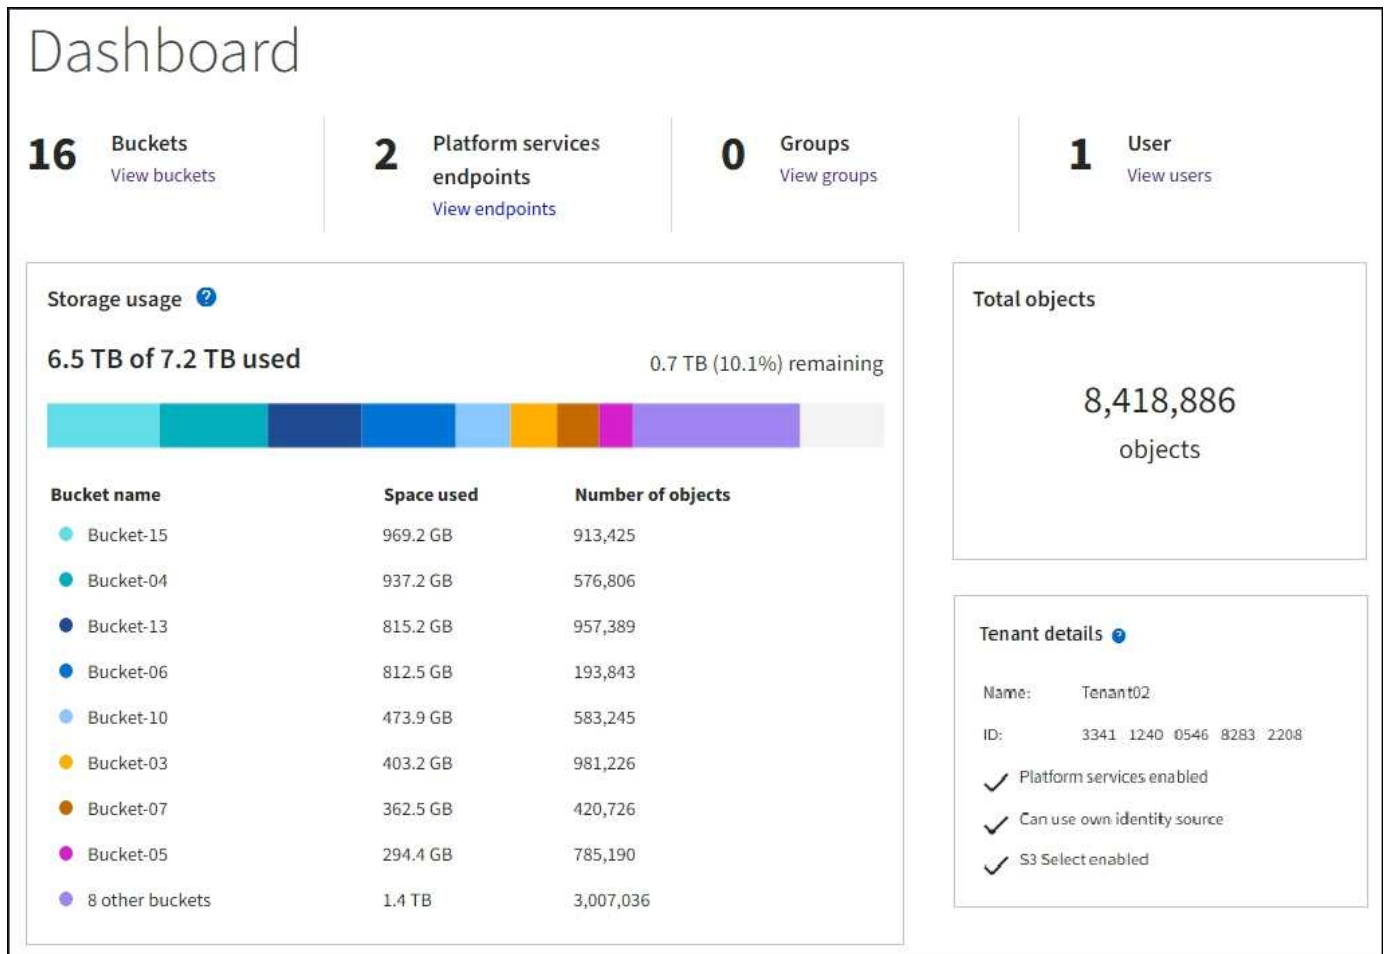 Dashboard
16 Buckets
View buckets
2 Platform services
endpoints
View endpoints
0 Groups
View groups
1 User
View users
Storage usage ?
6.5 TB of 7.2 TB used 0.7 TB (10.1%) remaining
Bucket name Space used Number of objects
Bucket-15 969.2 GB 913,425
Bucket-04 937.2 GB 576,806
Bucket-13 815.2 GB 957,389
Bucket-06 812.5 GB 193,843
Bucket-10 473.9 GB 583,245
Bucket-03 403.2 GB 981,226
Bucket-07 362.5 GB 420,726
Bucket-05 294.4 GB 785,190
8 other buckets 1.4 TB 3,007,036
Total objects
8,418,886
objects
Tenant details ?
Name: Tenant02
ID: 3341 1240 0546 8283 2208
Platform services enabled
Can use own identity source
S3 Select enabled